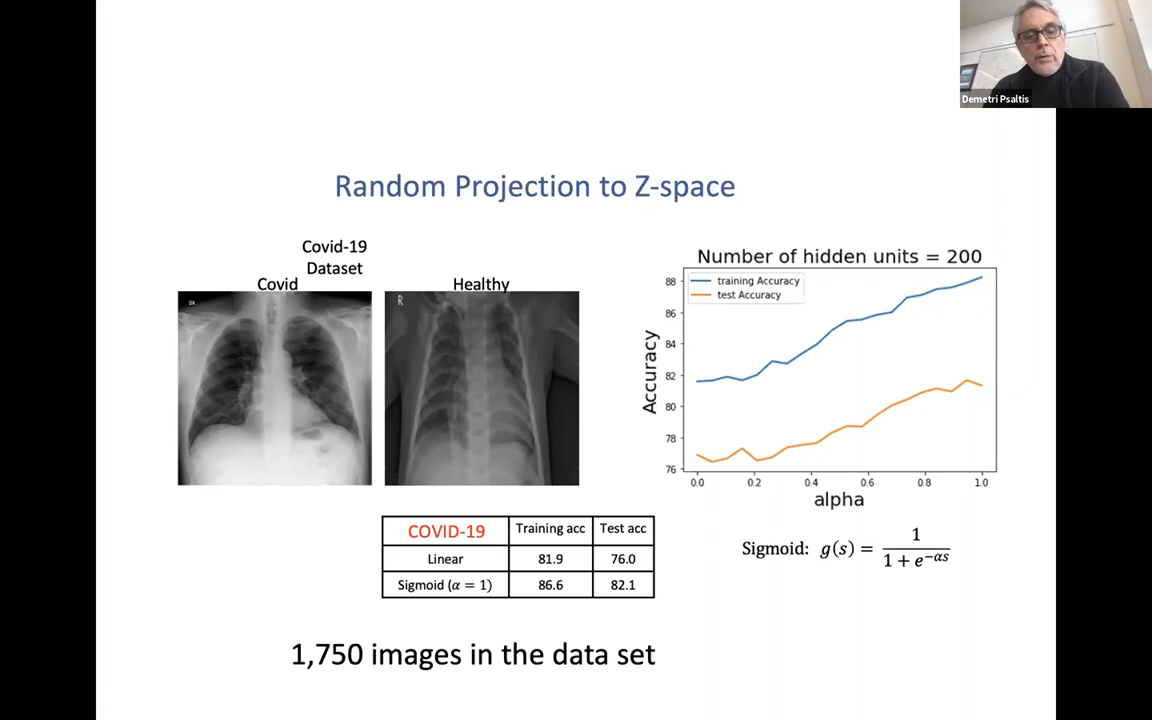 Demetri Psaltis
Random Projection to Z-space
Covid-19
Dataset
Covid
Healthy
DX
R
Number of hidden units = 200
training Accuracy
test Accuracy
Accuracy
88
86
84
82
80
78
76
0.0 0.2 0.4 0.6 0.8 1.0
alpha
COVID-19 Training acc Test acc
Linear 81.9 76.0
Sigmoid (α = 1) 86.6 82.1
Sigmoid: g(s) = 1 / (1 + e^{−αs})
1,750 images in the data set